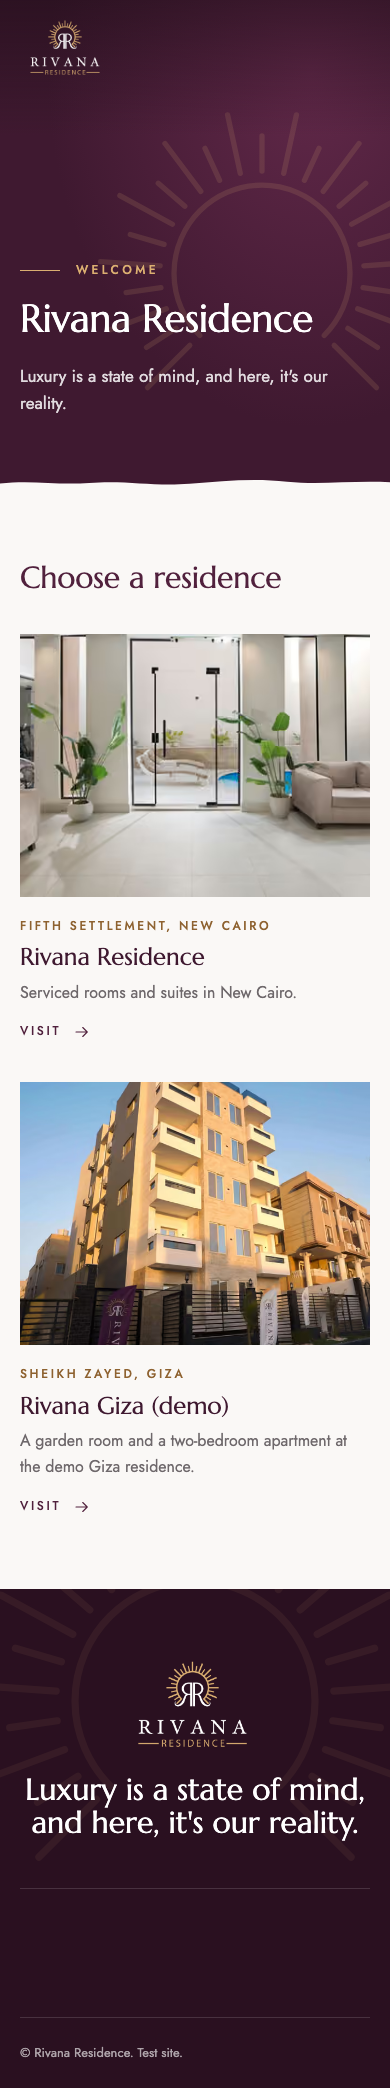 RIVANA
RESIDENCE
WELCOME
Rivana Residence
Luxury is a state of mind, and here, it's our
reality.
Choose a residence
FIFTH SETTLEMENT, NEW CAIRO
Rivana Residence
Serviced rooms and suites in New Cairo.
VISIT →
SHEIKH ZAYED, GIZA
Rivana Giza (demo)
A garden room and a two-bedroom apartment at
the demo Giza residence.
VISIT →
RIVANA
RESIDENCE
Luxury is a state of mind,
and here, it's our reality.
© Rivana Residence. Test site.